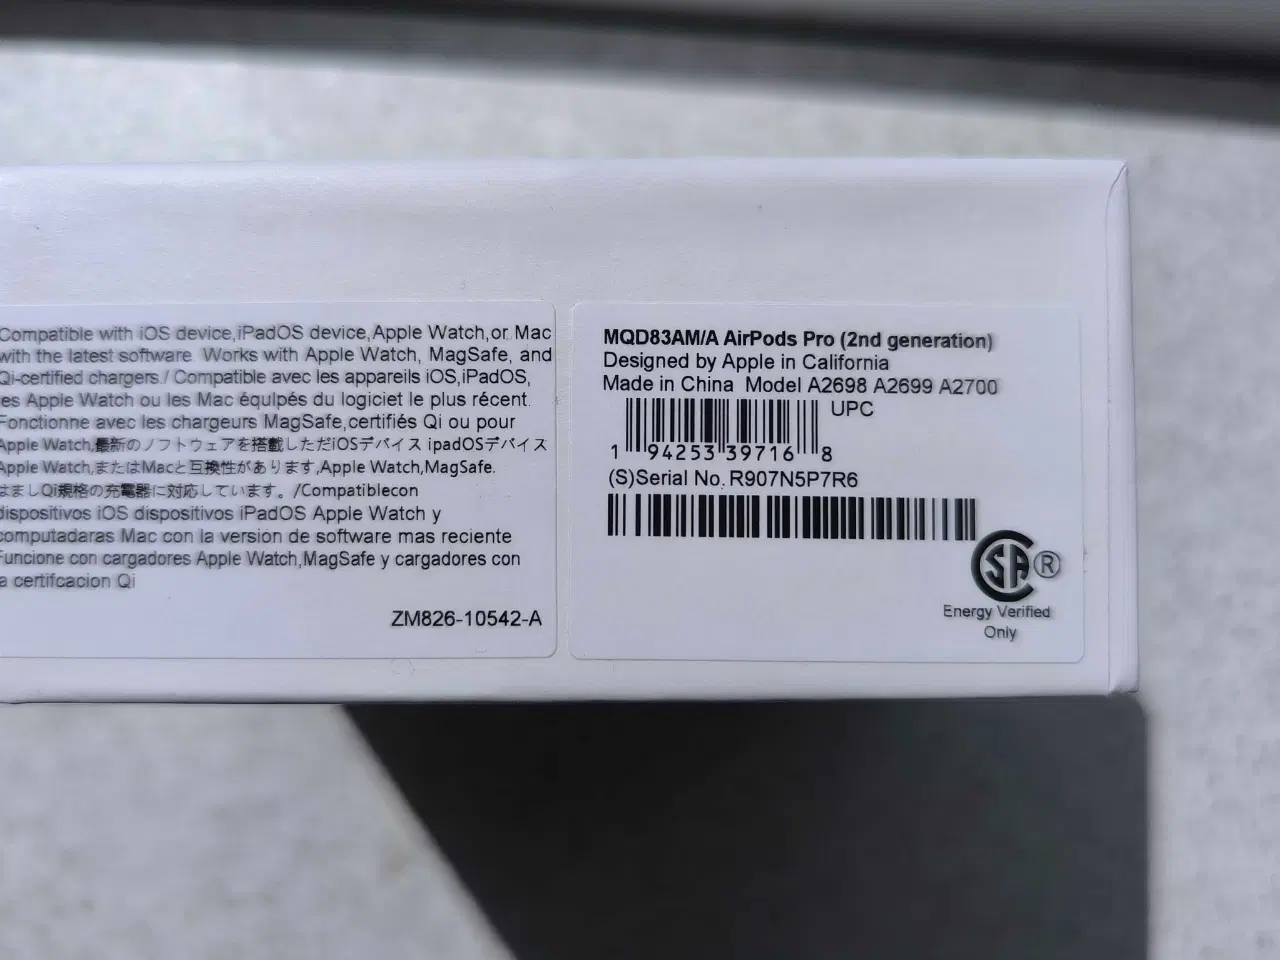 Compatible with iOS device,iPadOS device,Apple Watch,or Mac
with the latest software Works with Apple Watch, MagSafe, and
Qi-certified chargers./ Compatible avec les appareils iOS,iPadOS,
es Apple Watch ou les Mac équipés du logiciet le plus récent.
Fonctionne avec les chargeurs MagSafe,certifiés Qi ou pour
Apple Watch,最新のノフトウェアを搭載しただiOSデバイス ipadOSデバイス
Apple Watch,またはMacと互換性があります,Apple Watch,MagSafe.
はましQi規格の充電器に対応しています。/Compatiblecon
dispositivos iOS dispositivos iPadOS Apple Watch y
computadaras Mac con la version de software mas reciente
Funcione con cargadores Apple Watch,MagSafe y cargadores con
a certifcacion Qi
ZM826-10542-A
MQD83AM/A AirPods Pro (2nd generation)
Designed by Apple in California
Made in China Model A2698 A2699 A2700
UPC
1 94253 39716 8
(S)Serial No. R907N5P7R6
SA ®
Energy Verified
Only